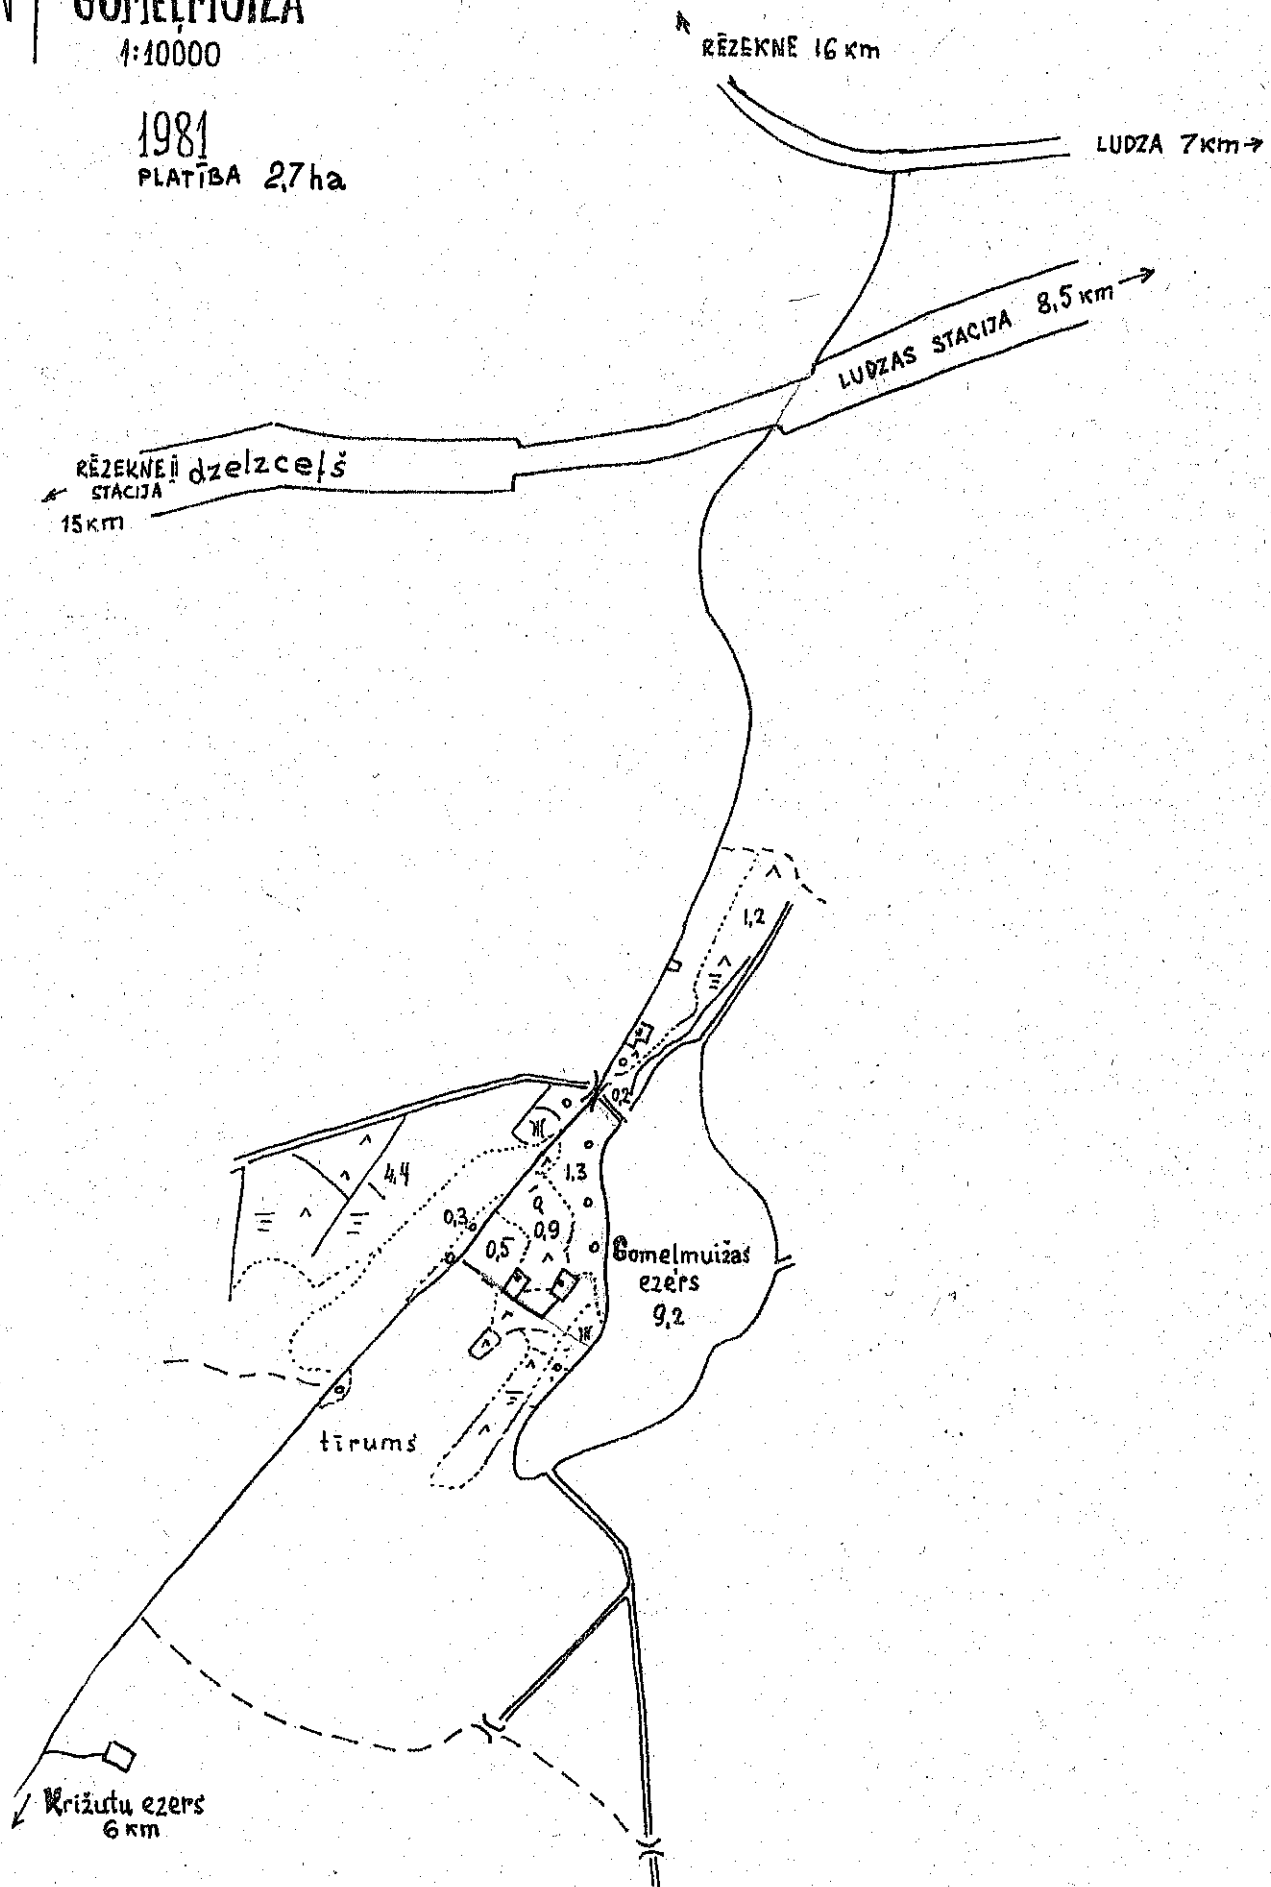 GOMEĻMUIŽA
1:10000
1981
PLATĪBA 2,7 ha
RĒZEKNE 16 km
LUDZA 7 km
LUDZAS STACIJA 8,5 km
RĒZEKNE II dzelzceļš
STACIJA
15 km
1,2
0,2
4,4
1,3
0,3
0,9
0,5
Gomeļmuižas
ezers
9,2
tīrums
Križutu ezers
6 km